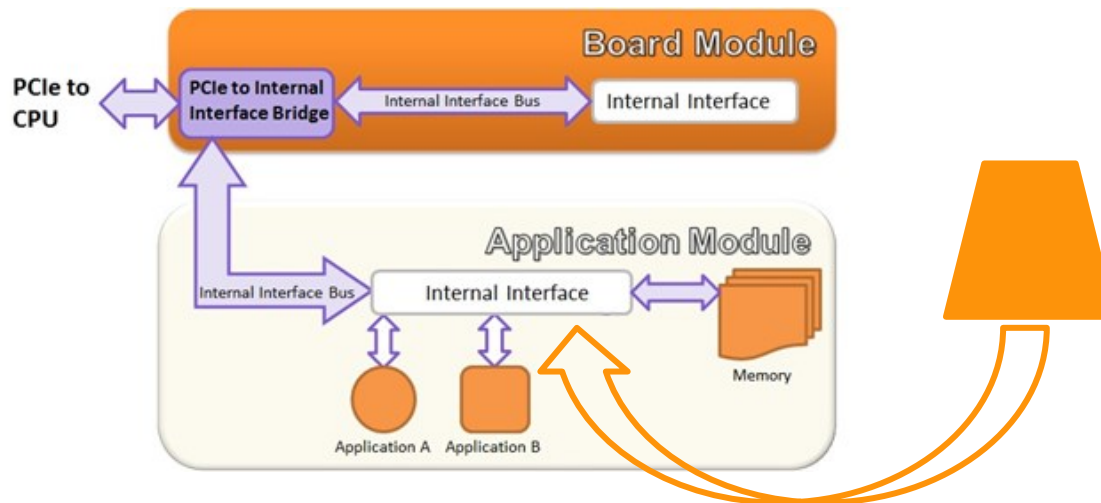 Board Module
PCIe to
CPU
PCIe to Internal
Interface Bridge
Internal Interface Bus
Internal Interface
Application Module
Internal Interface Bus
Internal Interface
Memory
Application A
Application B